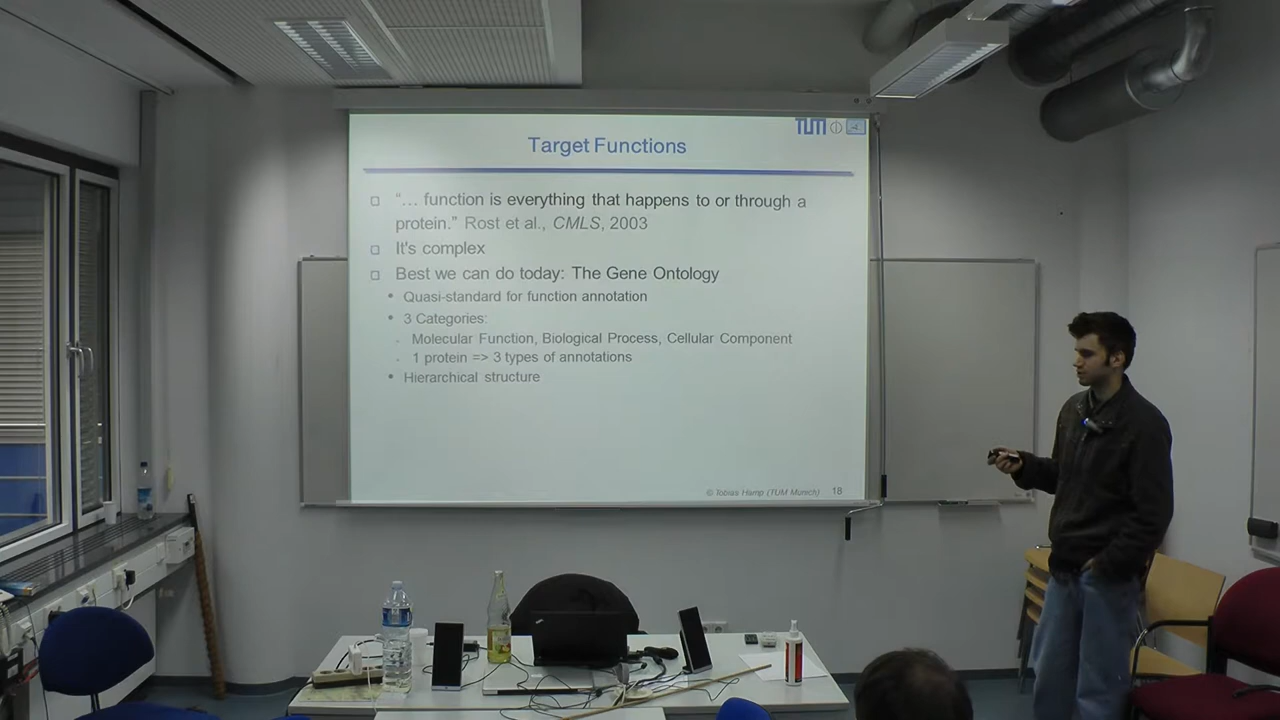 TUM
Target Functions
"... function is everything that happens to or through a
protein." Rost et al., CMLS, 2003
It's complex
Best we can do today: The Gene Ontology
Quasi-standard for function annotation
3 Categories:
Molecular Function, Biological Process, Cellular Component
1 protein => 3 types of annotations
Hierarchical structure
© Tobias Hamp (TUM Munich) 18